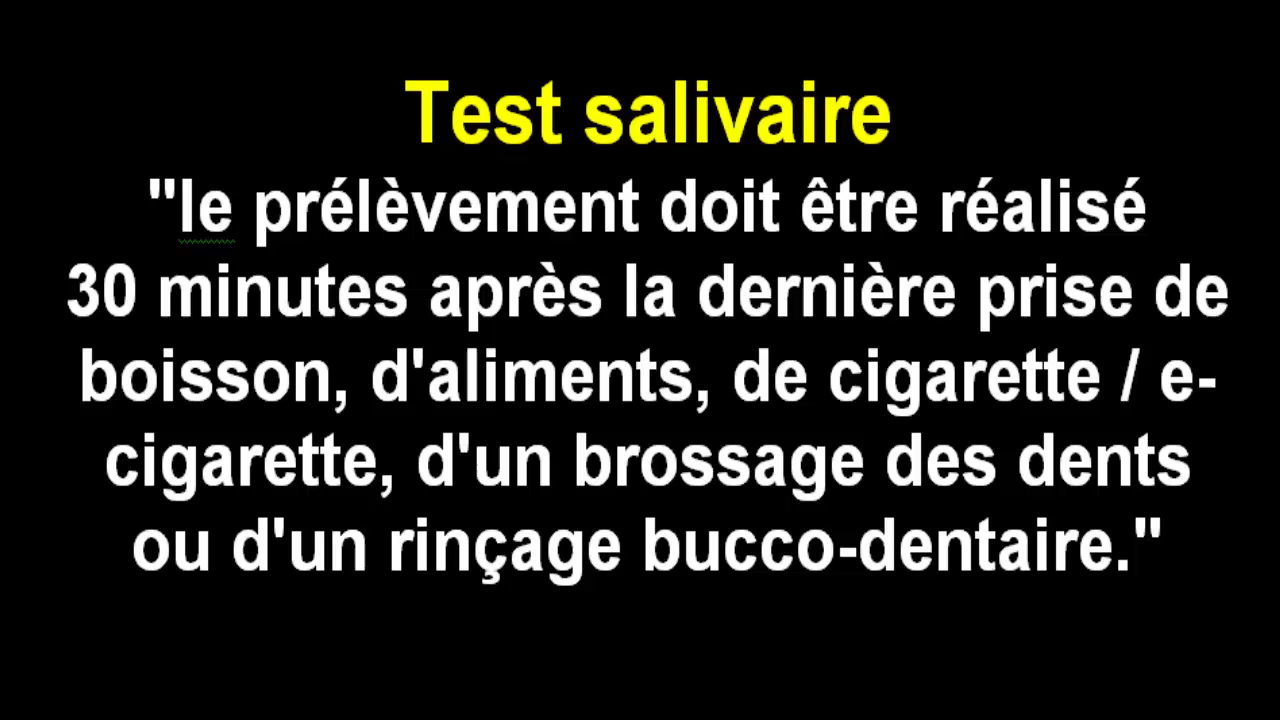 Test salivaire
"le prélèvement doit être réalisé
30 minutes après la dernière prise de
boisson, d'aliments, de cigarette / e-
cigarette, d'un brossage des dents
ou d'un rinçage bucco-dentaire."